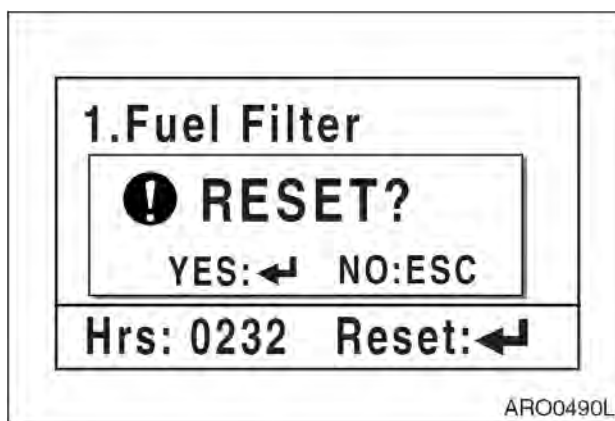 1.Fuel Filter
! RESET?
YES:↵ NO:ESC
Hrs: 0232 Reset:↵
ARO0490L